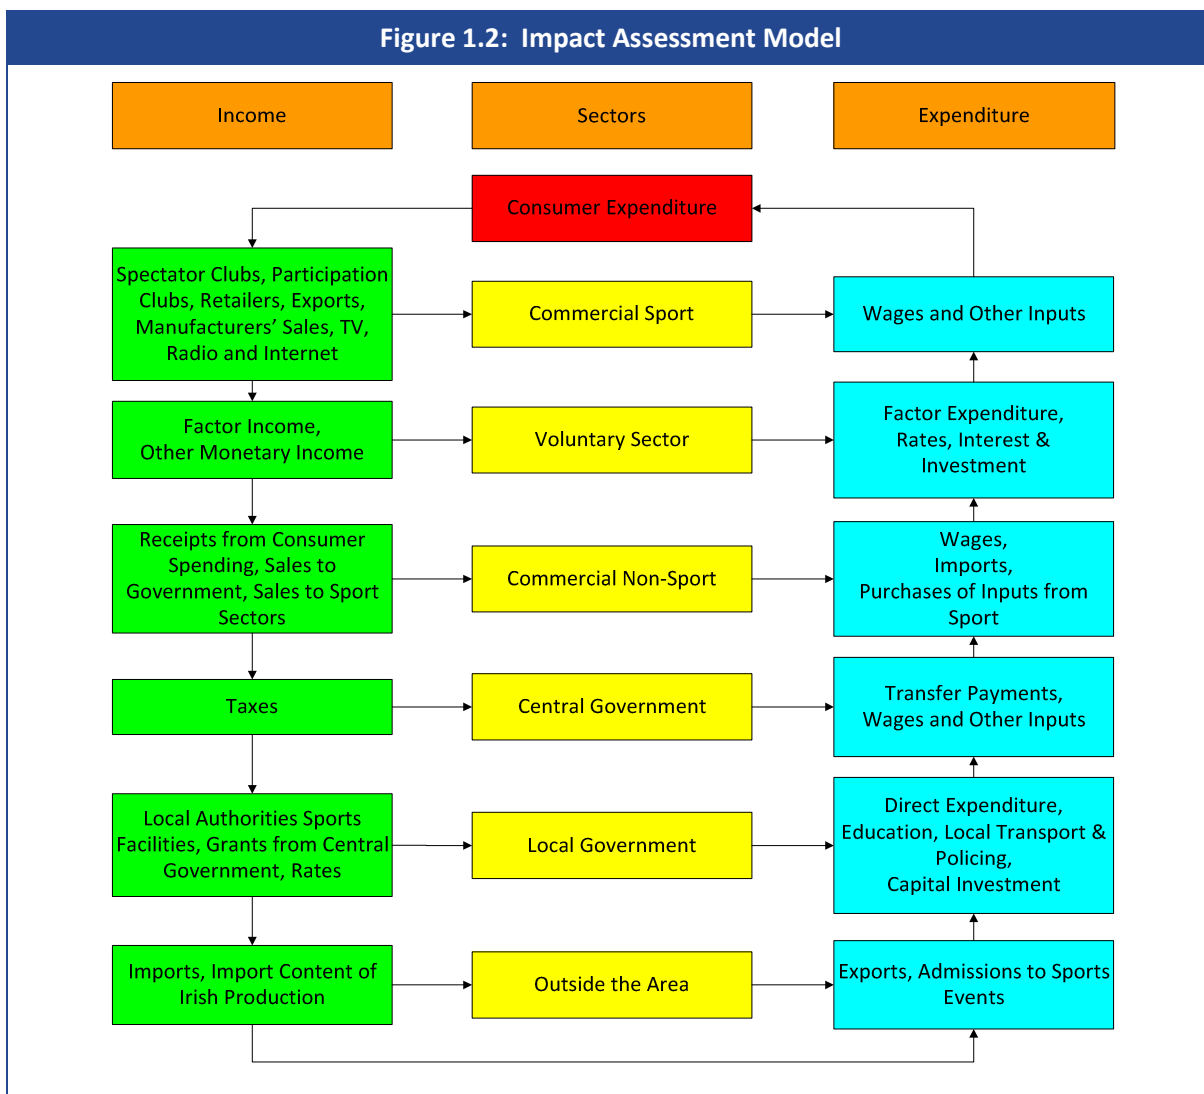 Figure 1.2:  Impact Assessment Model
Income
Sectors
Expenditure
Consumer Expenditure
Spectator Clubs, Participation
Clubs, Retailers, Exports,
Manufacturers’ Sales, TV,
Radio and Internet
Commercial Sport
Wages and Other Inputs
Factor Income,
Other Monetary Income
Voluntary Sector
Factor Expenditure,
Rates, Interest &
Investment
Receipts from Consumer
Spending, Sales to
Government, Sales to Sport
Sectors
Commercial Non-Sport
Wages,
Imports,
Purchases of Inputs from
Sport
Taxes
Central Government
Transfer Payments,
Wages and Other Inputs
Local Authorities Sports
Facilities, Grants from Central
Government, Rates
Local Government
Direct Expenditure,
Education, Local Transport &
Policing,
Capital Investment
Imports, Import Content of
Irish Production
Outside the Area
Exports, Admissions to Sports
Events